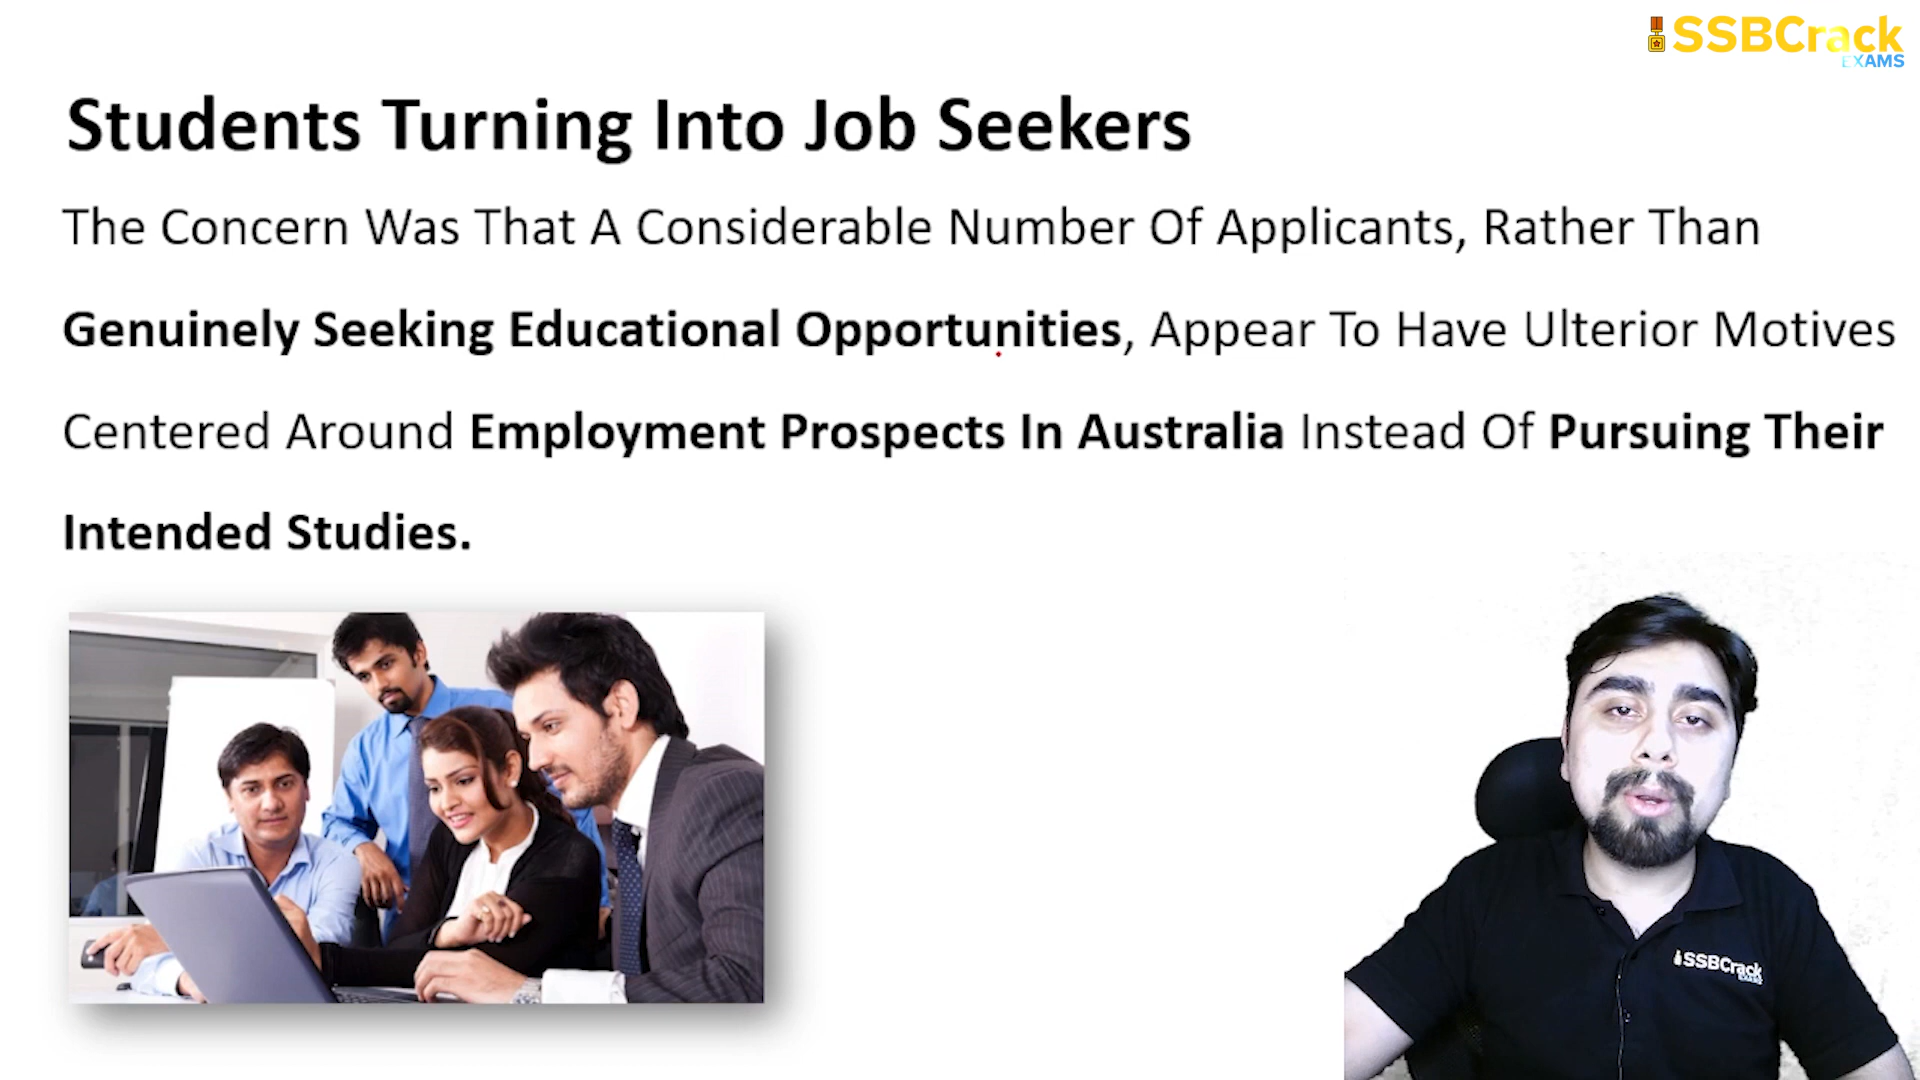 SSBCrack
EXAMS
Students Turning Into Job Seekers
The Concern Was That A Considerable Number Of Applicants, Rather Than
Genuinely Seeking Educational Opportunities, Appear To Have Ulterior Motives
Centered Around Employment Prospects In Australia Instead Of Pursuing Their
Intended Studies.
SSBCrack
EXAMS